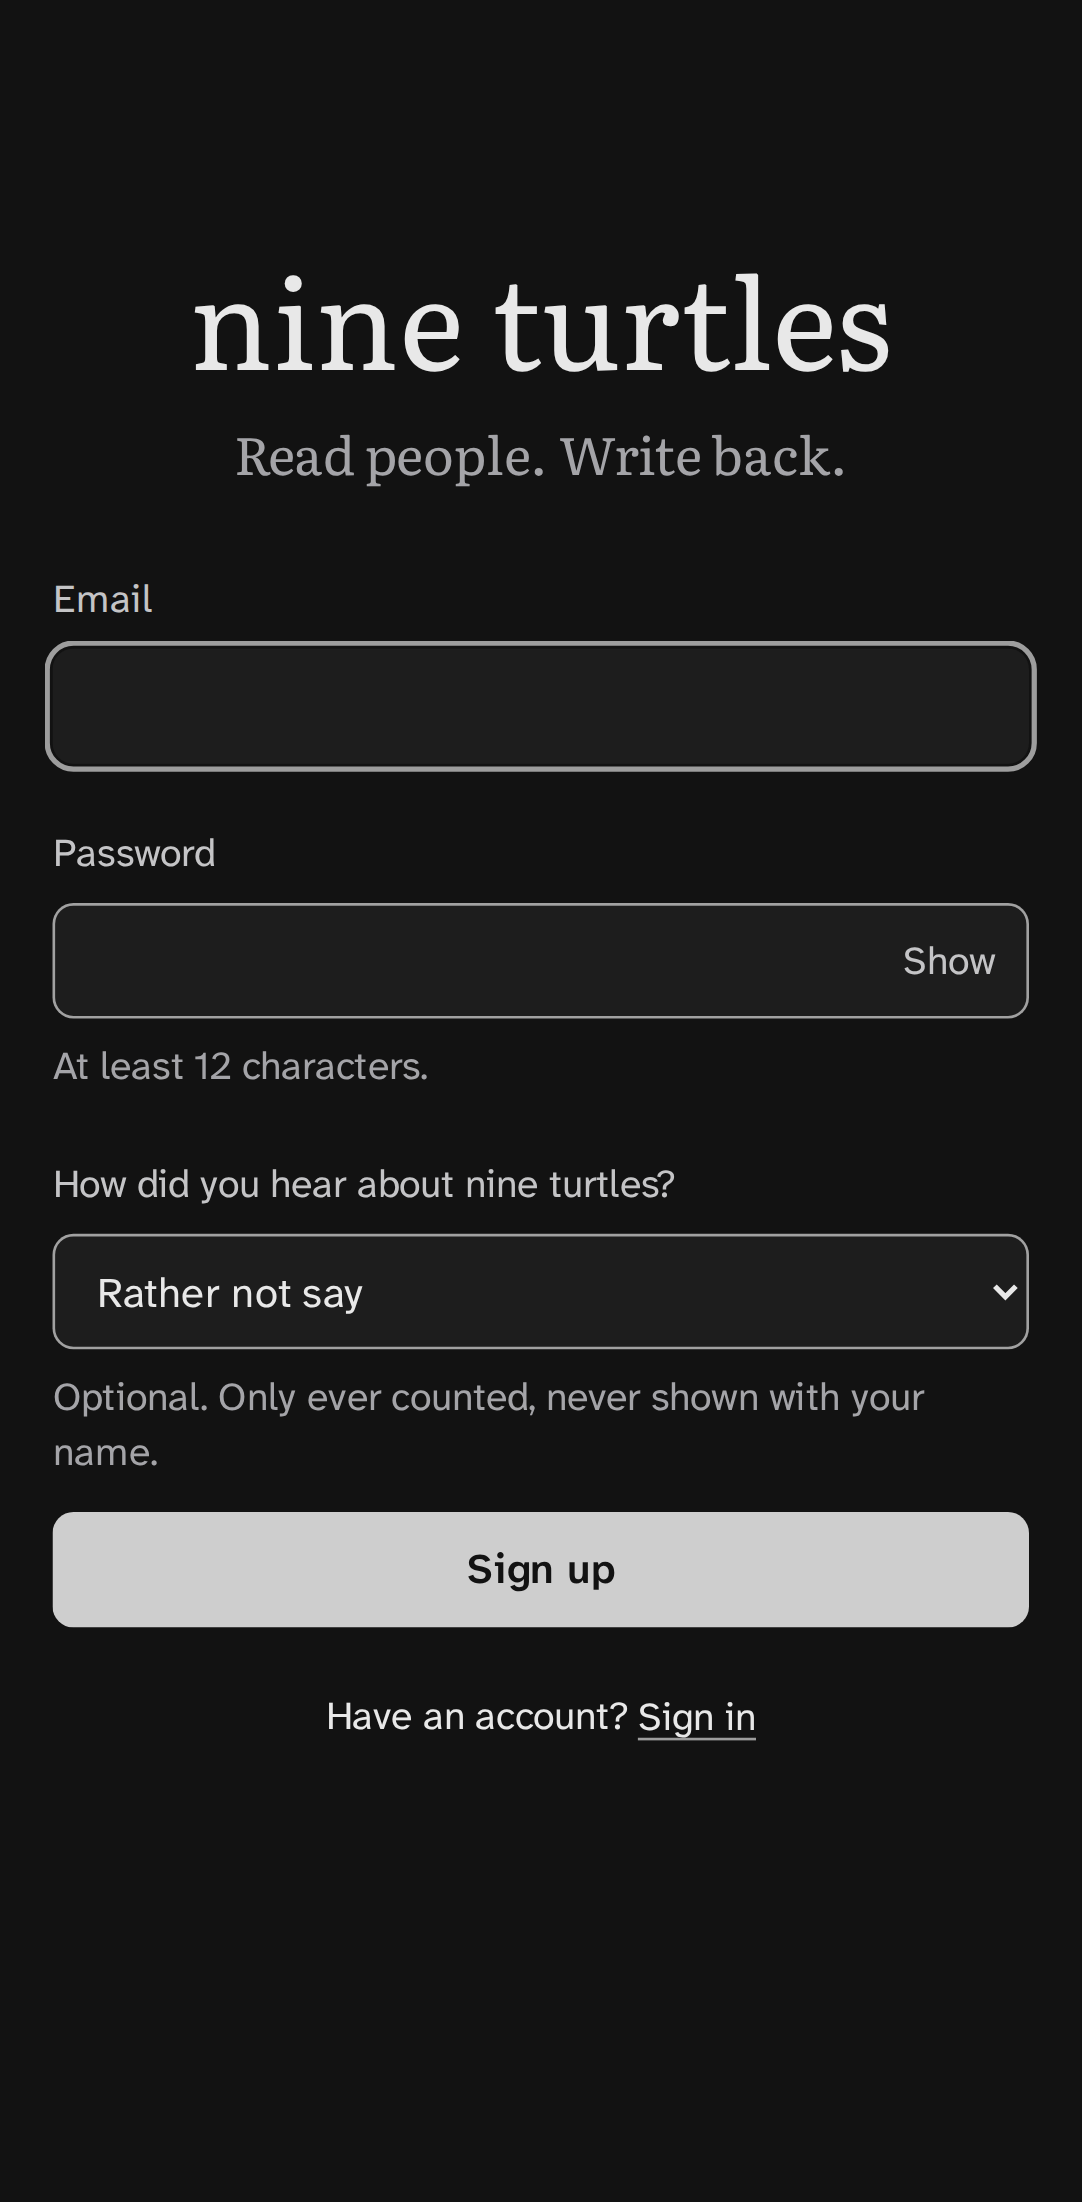 nine turtles
Read people. Write back.
Email
Password
Show
At least 12 characters.
How did you hear about nine turtles?
Rather not say
Optional. Only ever counted, never shown with your
name.
Sign up
Have an account? Sign in